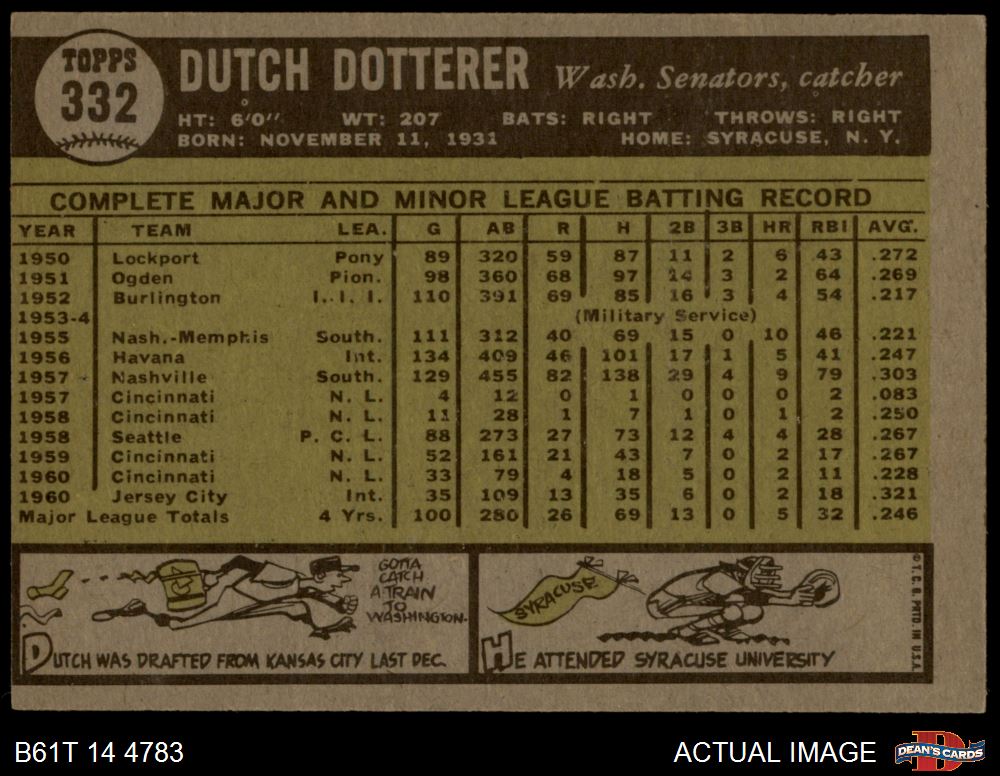 TOPPS
332
DUTCH DOTTERER Wash. Senators, catcher
HT: 6'0" WT: 207 BATS: RIGHT THROWS: RIGHT
BORN: NOVEMBER 11, 1931 HOME: SYRACUSE, N. Y.
COMPLETE MAJOR AND MINOR LEAGUE BATTING RECORD
YEAR TEAM LEA. G AB R H 2B 3B HR RBI AVG.
1950 Lockport Pony 89 320 59 87 11 2 6 43 .272
1951 Ogden Pion. 98 360 68 97 14 3 2 64 .269
1952 Burlington I. I. I. 110 391 69 85 16 3 4 54 .217
1953-4 (Military Service)
1955 Nash.-Memphis South. 111 312 40 69 15 0 10 46 .221
1956 Havana Int. 134 409 46 101 17 1 5 41 .247
1957 Nashville South. 129 455 82 138 29 4 9 79 .303
1957 Cincinnati N. L. 4 12 0 1 0 0 0 2 .083
1958 Cincinnati N. L. 11 28 1 7 1 0 1 2 .250
1958 Seattle P. C. L. 88 273 27 73 12 4 4 28 .267
1959 Cincinnati N. L. 52 161 21 43 7 0 2 17 .267
1960 Cincinnati N. L. 33 79 4 18 5 0 2 11 .228
1960 Jersey City Int. 35 109 13 35 6 0 2 18 .321
Major League Totals 4 Yrs. 100 280 26 69 13 0 5 32 .246
GOTTA
CATCH
A TRAIN
TO
WASHINGTON.
DUTCH WAS DRAFTED FROM KANSAS CITY LAST DEC.
SYRACUSE
HE ATTENDED SYRACUSE UNIVERSITY
© T. C. G. PRTD. IN U.S.A.
B61T 14 4783 ACTUAL IMAGE
D
DEAN'S CARDS